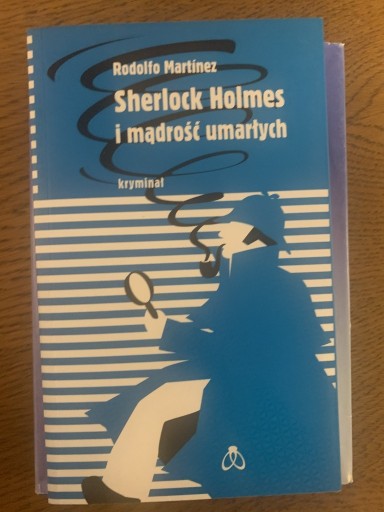 Rodolfo Martínez
Sherlock Holmes
i mądrość umarłych
kryminał